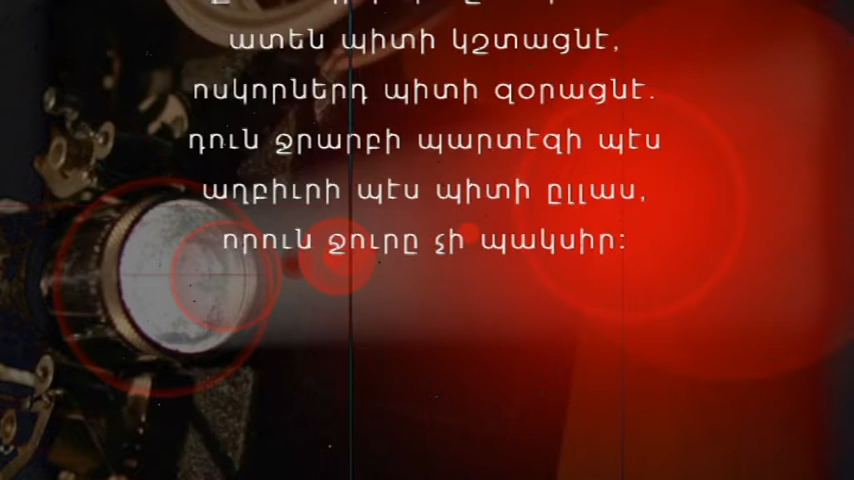 ատեն պիտի կշտացնէ,
ոսկորներդ պիտի զօրացնէ.
դուն ջրարբի պարտէզի պէս
աղբիւրի պէս պիտի ըլլաս,
որուն ջուրը չի պակսիր: